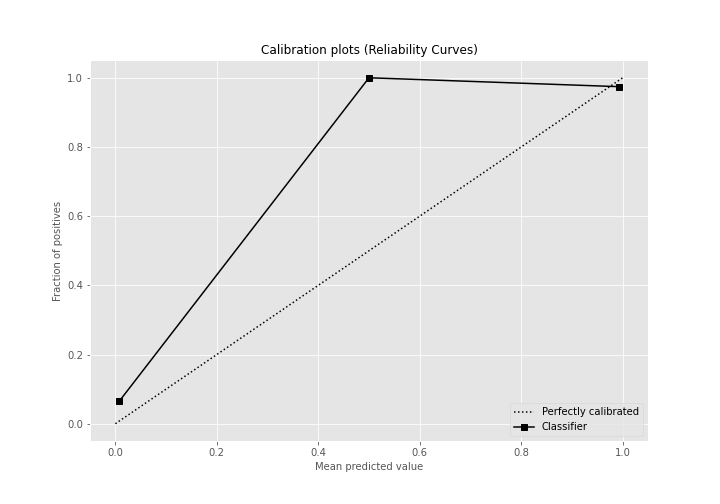 Calibration plots (Reliability Curves)
1.0
0.8
0.6
0.4
0.2
0.0
Fraction of positives
0.0 0.2 0.4 0.6 0.8 1.0
Mean predicted value
Perfectly calibrated
Classifier